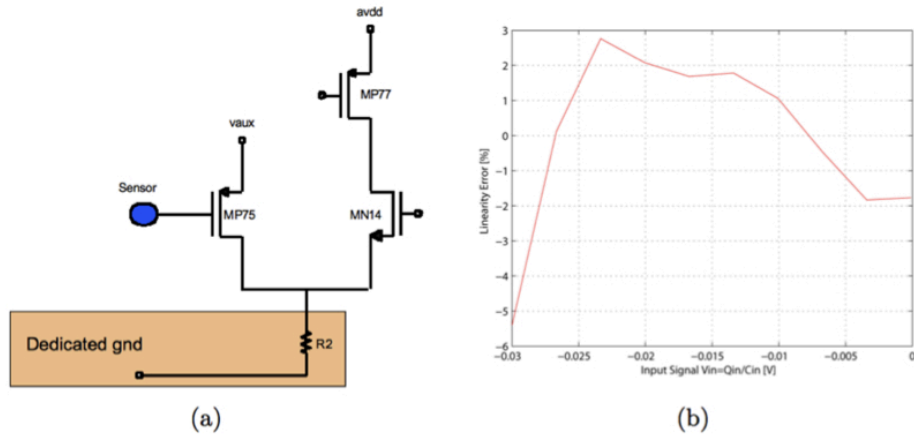 avdd
MP77
vaux
Sensor
MP75
MN14
Dedicated gnd
R2
(a)
3
2
1
0
−1
−2
−3
−4
−5
−6
Linearity Error [%]
−0.03
−0.025
−0.02
−0.015
−0.01
−0.005
0
Input Signal Vin=Qin/Cin [V]
(b)